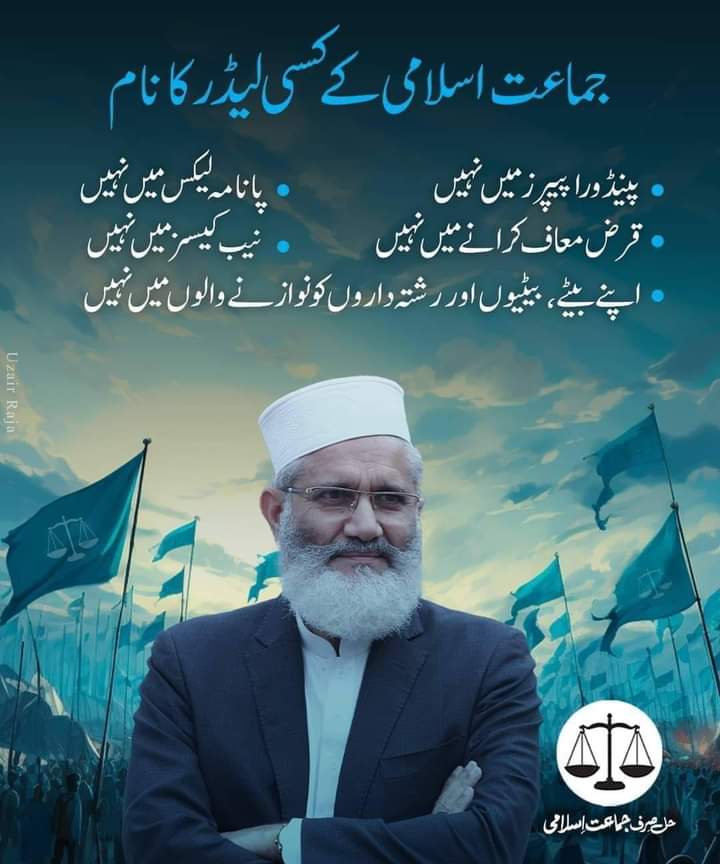 جماعت اسلامی کے کسی لیڈر کا نام
• پینڈورا پیپرز میں نہیں • پانامہ لیکس میں نہیں
• قرض معاف کرانے میں نہیں • نیب کیسز میں نہیں
• اپنے بیٹے، بیٹیوں اور رشتہ داروں کو نوازنے والوں میں نہیں
Uzair Raja
حل صرف جماعت اسلامی